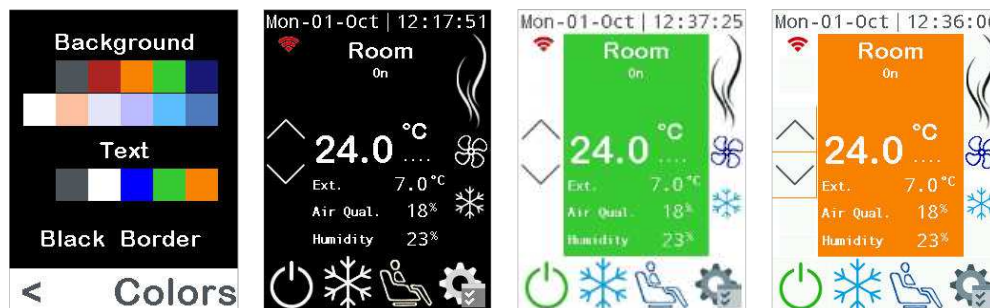 Background
Text
Black Border
< Colors
Mon-01-Oct | 12:17:51
Room
On
24.0 °C
....
Ext. 7.0°C
Air Qual. 18%
Humidity 23%
Mon-01-Oct | 12:37:25
Room
On
24.0 °C
....
Ext. 7.0°C
Air Qual. 18%
Humidity 23%
Mon-01-Oct | 12:36:06
Room
On
24.0 °C
....
Ext. 7.0°C
Air Qual. 18%
Humidity 23%